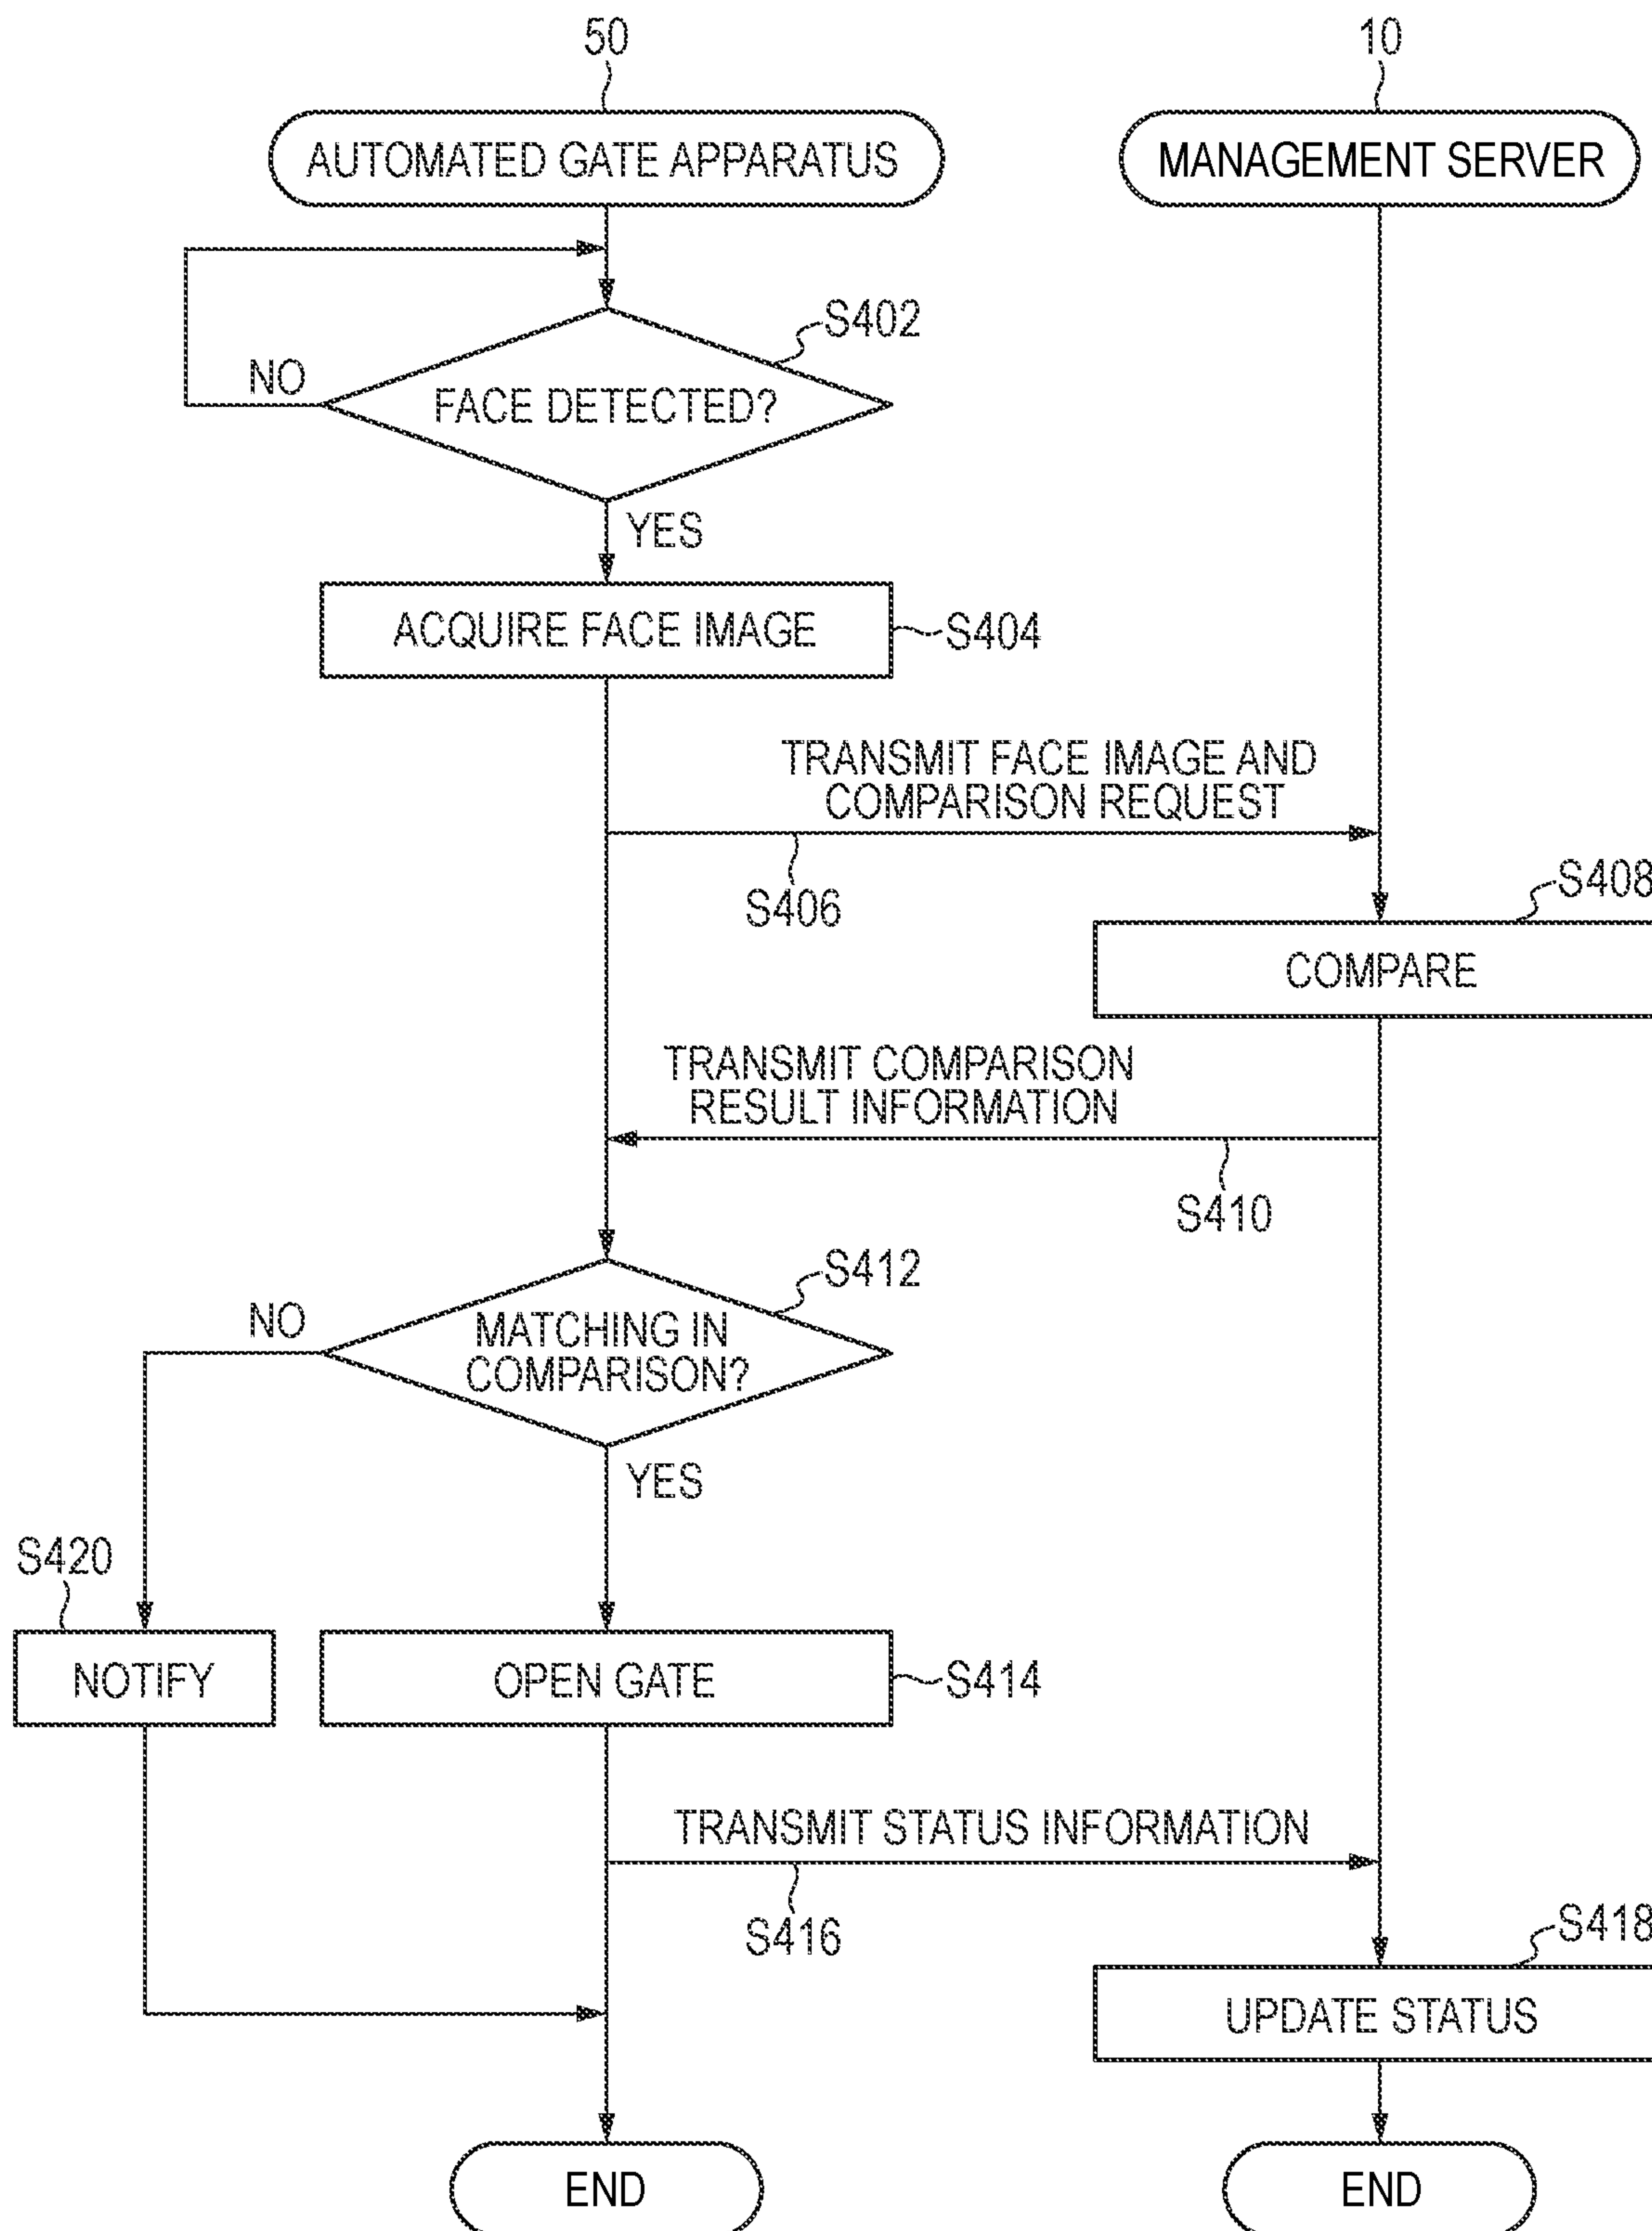 50
10
AUTOMATED GATE APPARATUS
MANAGEMENT SERVER
S402
NO
FACE DETECTED?
YES
ACQUIRE FACE IMAGE
S404
TRANSMIT FACE IMAGE AND
COMPARISON REQUEST
S406
S408
COMPARE
TRANSMIT COMPARISON
RESULT INFORMATION
S410
S412
NO
MATCHING IN
COMPARISON?
YES
S420
NOTIFY
OPEN GATE
S414
TRANSMIT STATUS INFORMATION
S416
S418
UPDATE STATUS
END
END